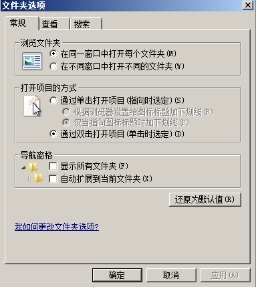 文件夹选项
常规 查看 搜索
浏览文件夹
在同一窗口中打开每个文件夹(M)
在不同窗口中打开不同的文件夹(W)
打开项目的方式
通过单击打开项目(指向时选定)(S)
根据浏览器设置给图标标题加下划线(B)
仅当指向图标标题时加下划线(P)
通过双击打开项目(单击时选定)(D)
导航窗格
显示所有文件夹(F)
自动扩展到当前文件夹(X)
还原为默认值(R)
我如何更改文件夹选项?
确定 取消 应用(A)